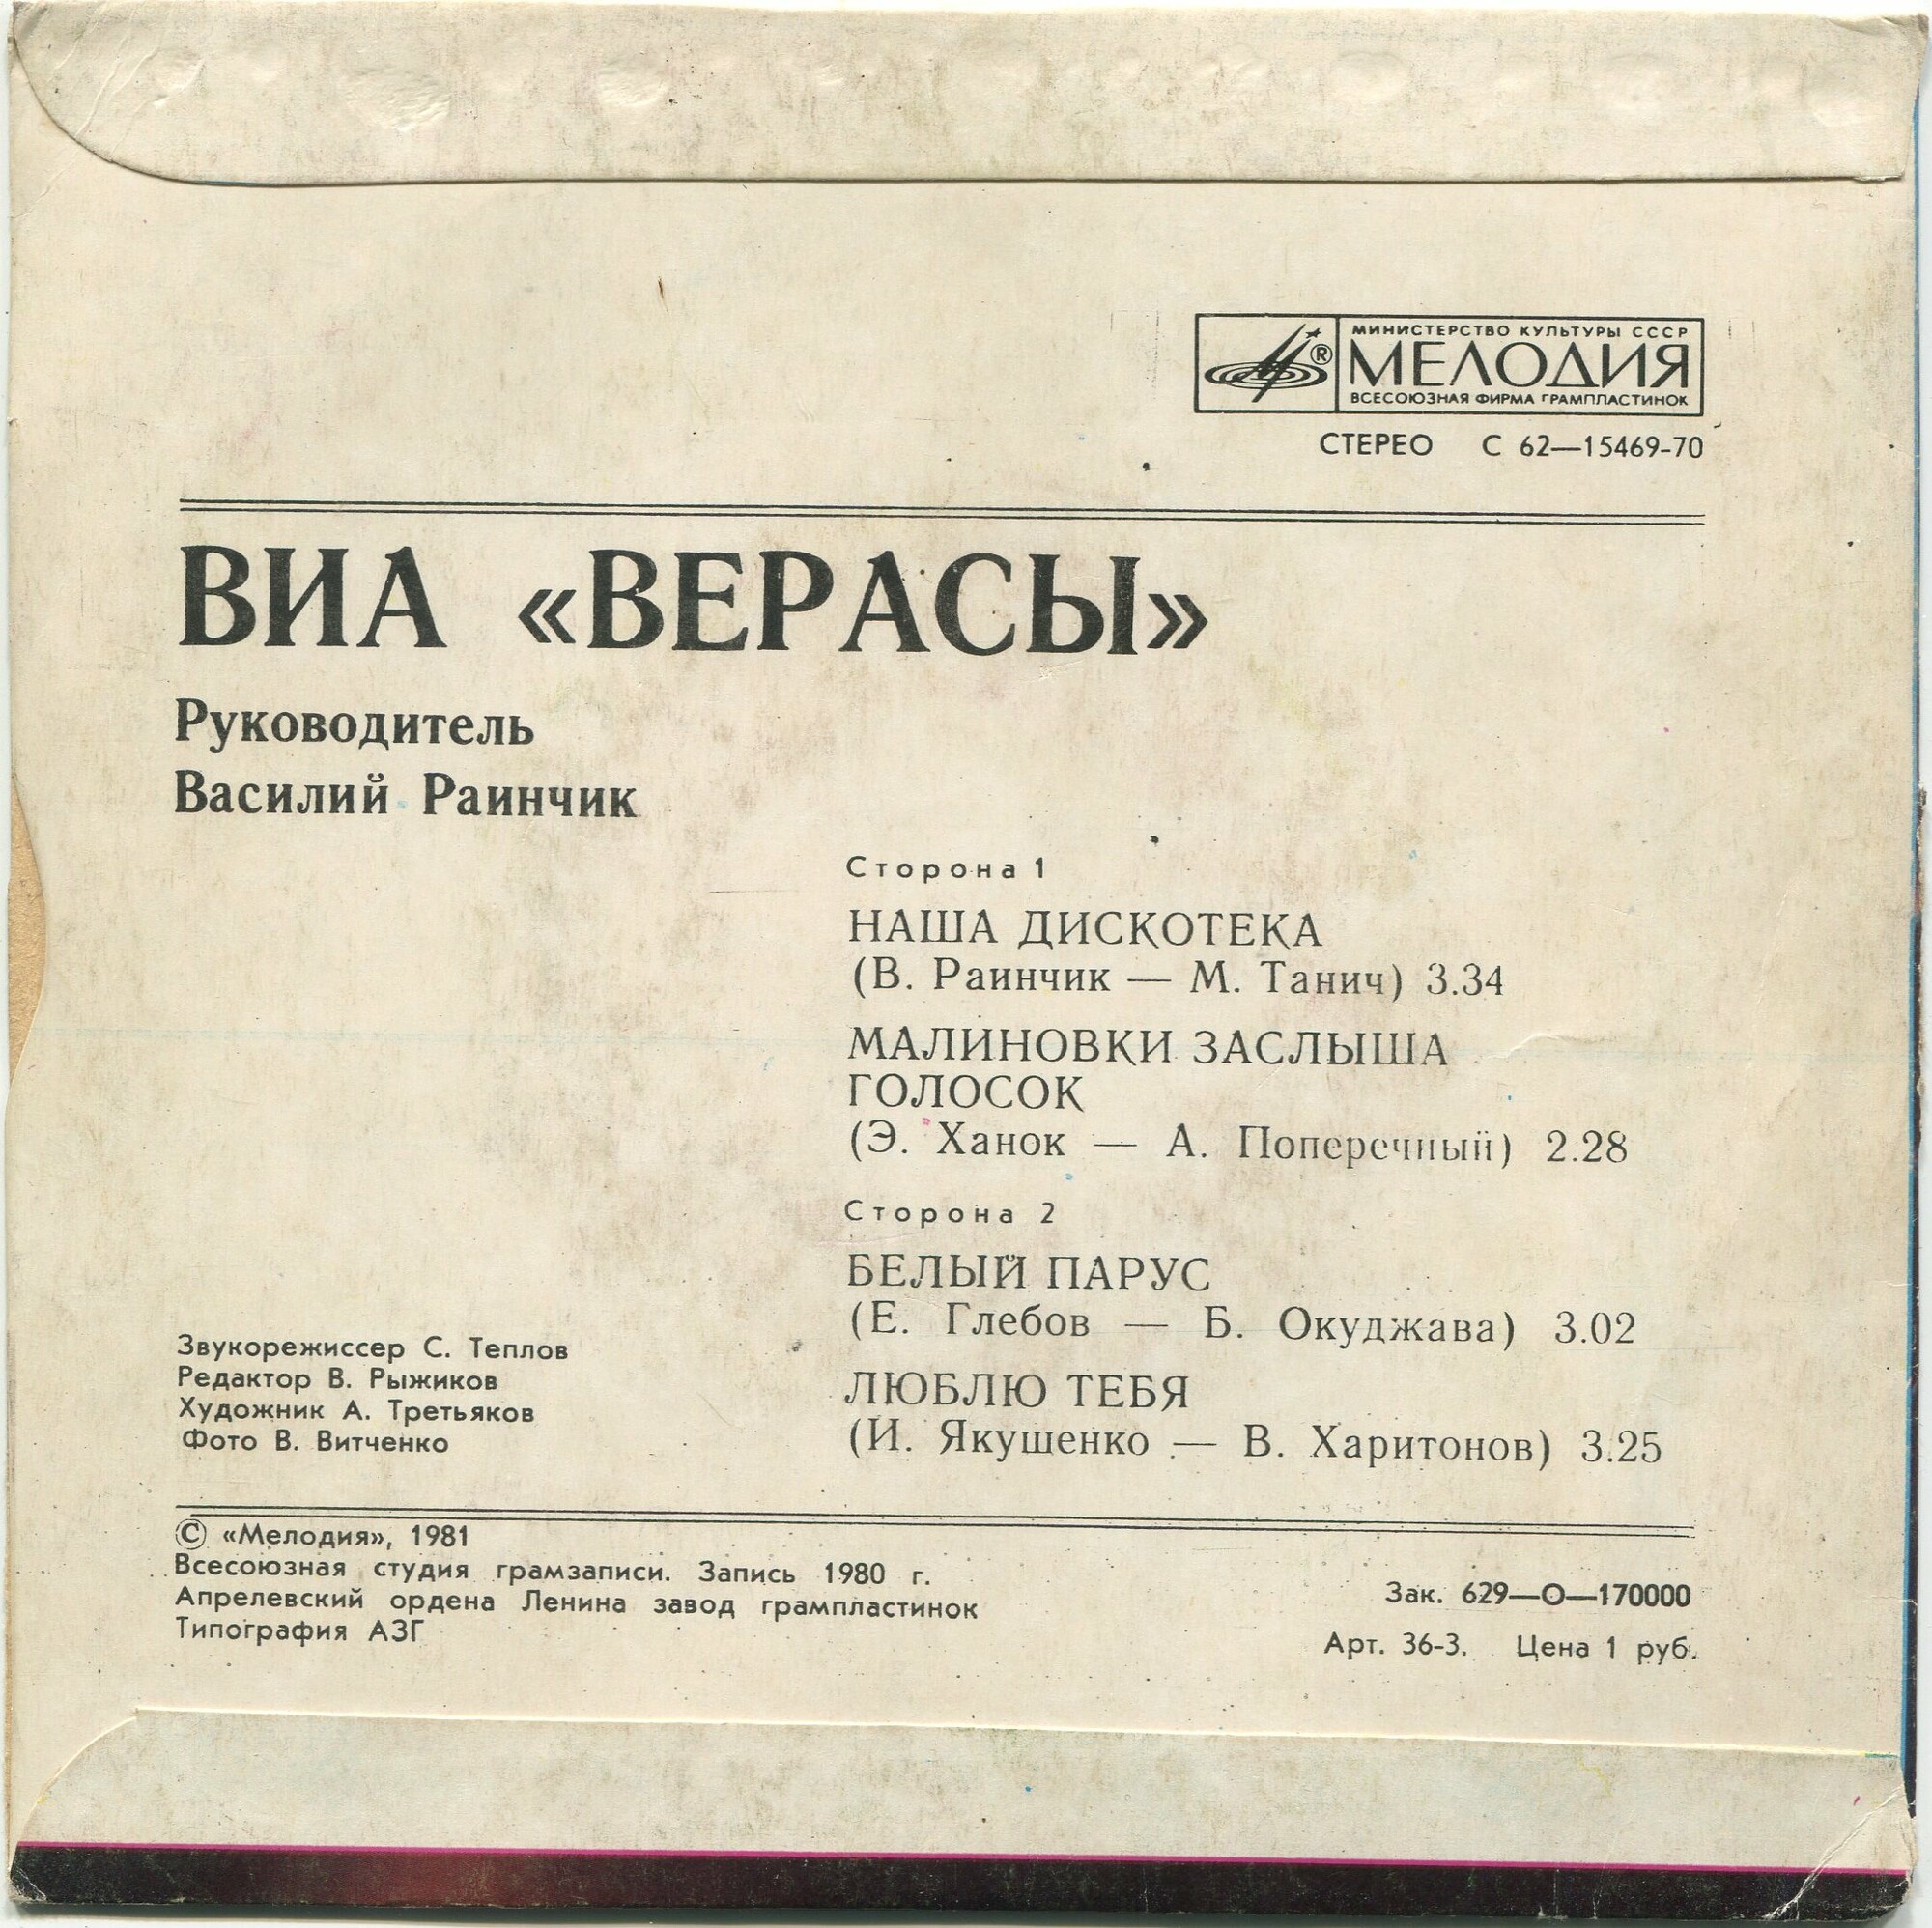 МИНИСТЕРСТВО КУЛЬТУРЫ СССР
® МЕЛОДИЯ
ВСЕСОЮЗНАЯ ФИРМА ГРАМПЛАСТИНОК
СТЕРЕО С 62—15469-70
ВИА «ВЕРАСЫ»
Руководитель
Василий Раинчик
Сторона 1
НАША ДИСКОТЕКА
(В. Раинчик — М. Танич) 3.34
МАЛИНОВКИ ЗАСЛЫША
ГОЛОСОК
(Э. Ханок — А. Поперечный) 2.28
Сторона 2
БЕЛЫЙ ПАРУС
(Е. Глебов — Б. Окуджава) 3.02
ЛЮБЛЮ ТЕБЯ
(И. Якушенко — В. Харитонов) 3.25
Звукорежиссер С. Теплов
Редактор В. Рыжиков
Художник А. Третьяков
Фото В. Витченко
© «Мелодия», 1981
Всесоюзная студия грамзаписи. Запись 1980 г.
Апрелевский ордена Ленина завод грампластинок
Типография АЗГ
Зак. 629—О—170000
Арт. 36-3. Цена 1 руб.